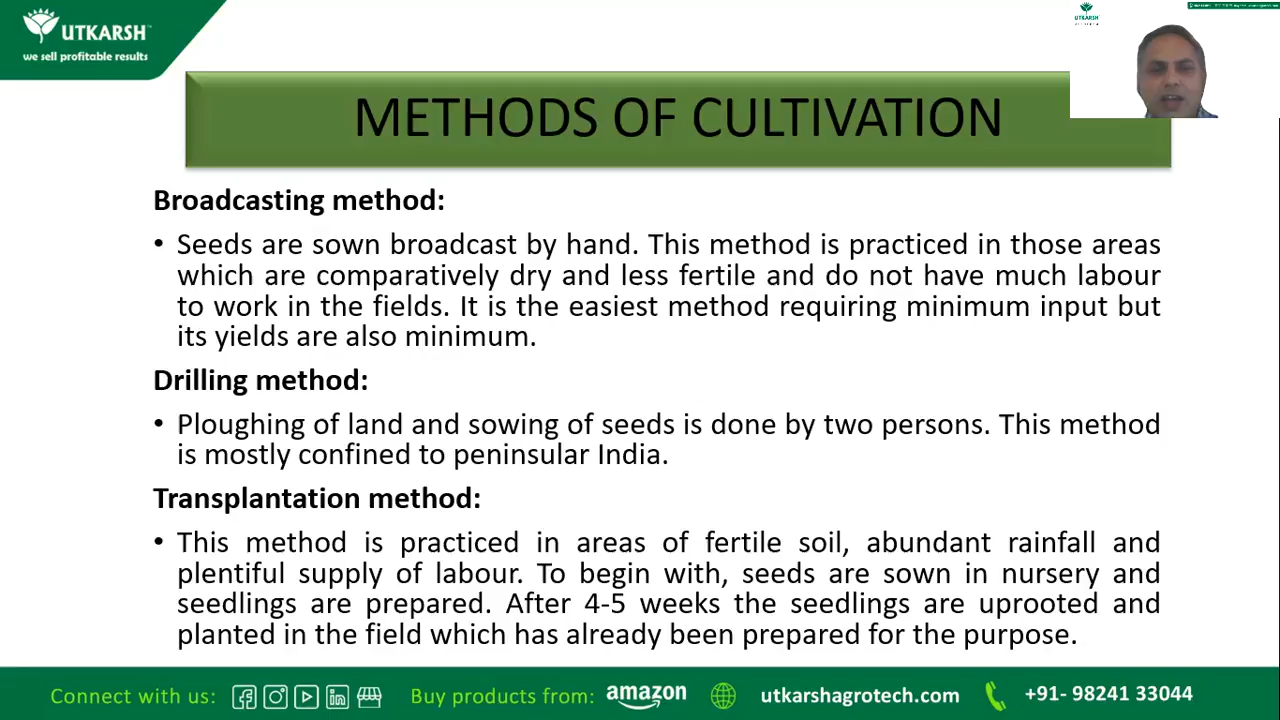 UTKARSH
we sell profitable results
UTKARSH
METHODS OF CULTIVATION
Broadcasting method:
• Seeds are sown broadcast by hand. This method is practiced in those areas
which are comparatively dry and less fertile and do not have much labour
to work in the fields. It is the easiest method requiring minimum input but
its yields are also minimum.
Drilling method:
• Ploughing of land and sowing of seeds is done by two persons. This method
is mostly confined to peninsular India.
Transplantation method:
• This method is practiced in areas of fertile soil, abundant rainfall and
plentiful supply of labour. To begin with, seeds are sown in nursery and
seedlings are prepared. After 4-5 weeks the seedlings are uprooted and
planted in the field which has already been prepared for the purpose.
Connect with us: Buy products from: amazon utkarshagrotech.com +91- 98241 33044